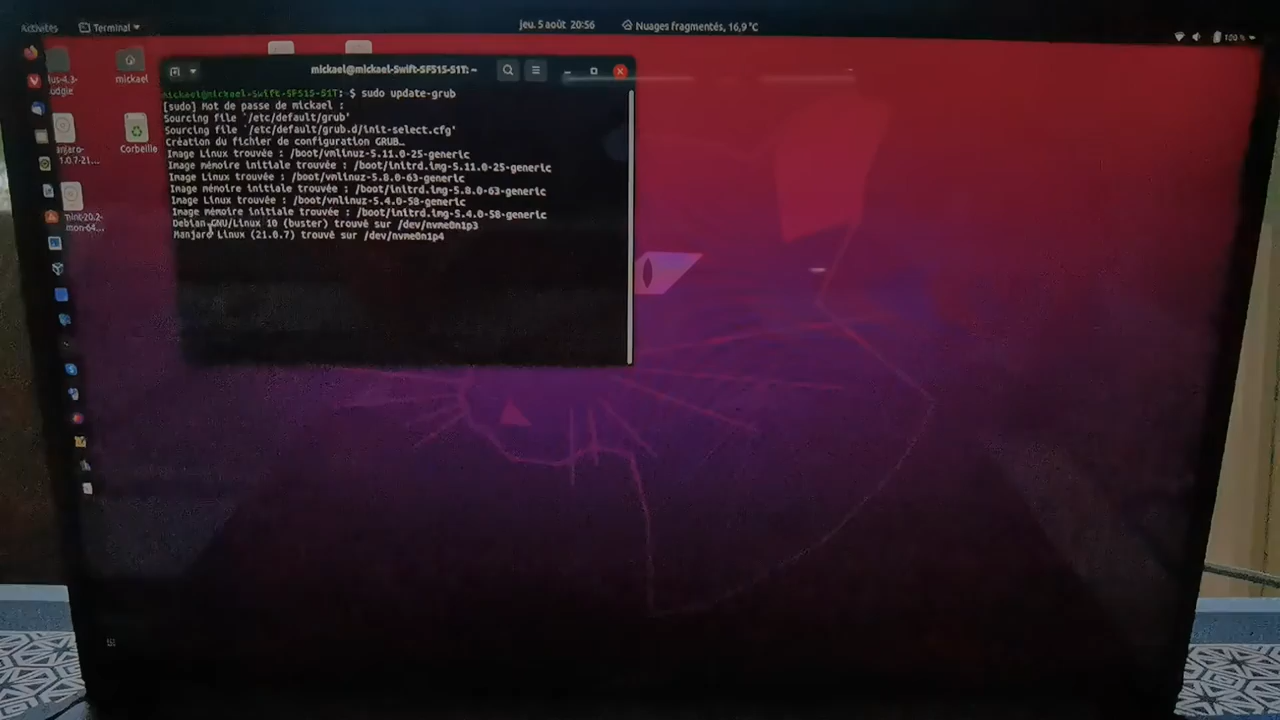 Activités
Terminal
jeu. 5 août 20:56
Nuages fragmentés, 16,9 °C
100 %
mickael
Corbeille
mickael@mickael-Swift-SF515-51T: ~
mickael@mickael-Swift-SF515-51T:~$ sudo update-grub
[sudo] Mot de passe de mickael :
Sourcing file `/etc/default/grub'
Sourcing file `/etc/default/grub.d/init-select.cfg'
Création du fichier de configuration GRUB…
Image Linux trouvée : /boot/vmlinuz-5.11.0-25-generic
Image mémoire initiale trouvée : /boot/initrd.img-5.11.0-25-generic
Image Linux trouvée : /boot/vmlinuz-5.8.0-63-generic
Image mémoire initiale trouvée : /boot/initrd.img-5.8.0-63-generic
Image Linux trouvée : /boot/vmlinuz-5.4.0-58-generic
Image mémoire initiale trouvée : /boot/initrd.img-5.4.0-58-generic
Debian GNU/Linux 10 (buster) trouvé sur /dev/nvme0n1p3
Manjaro Linux (21.0.7) trouvé sur /dev/nvme0n1p4